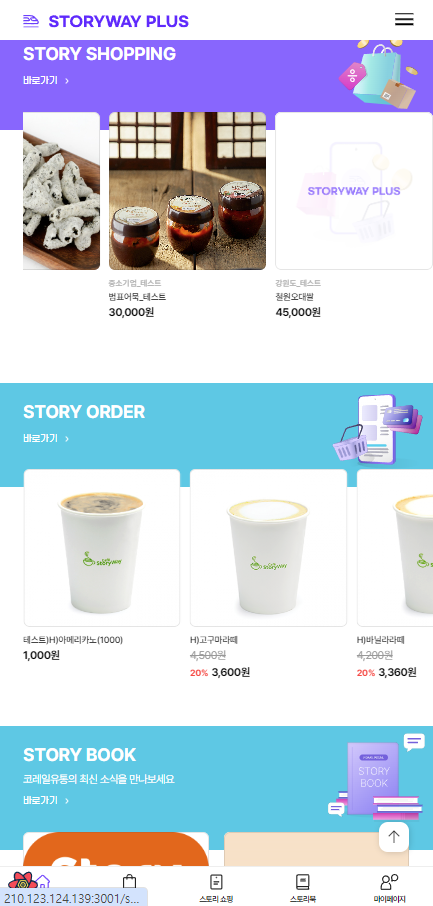 STORYWAY PLUS
STORY SHOPPING
바로가기 ›
STORYWAY PLUS
중소기업_테스트
범표어묵_테스트
30,000원
강원도_테스트
철원오대쌀
45,000원
STORY ORDER
바로가기 ›
테스트)H)아메리카노(1000)
1,000원
H)고구마라떼
4,500원
20% 3,600원
H)바닐라라떼
4,200원
20% 3,360원
STORY BOOK
코레일유통의 최신 소식을 만나보세요
바로가기 ›
STORY
BOOK
Story
스토리 쇼핑
스토리북
마이페이지
210.123.124.139:3001/s...